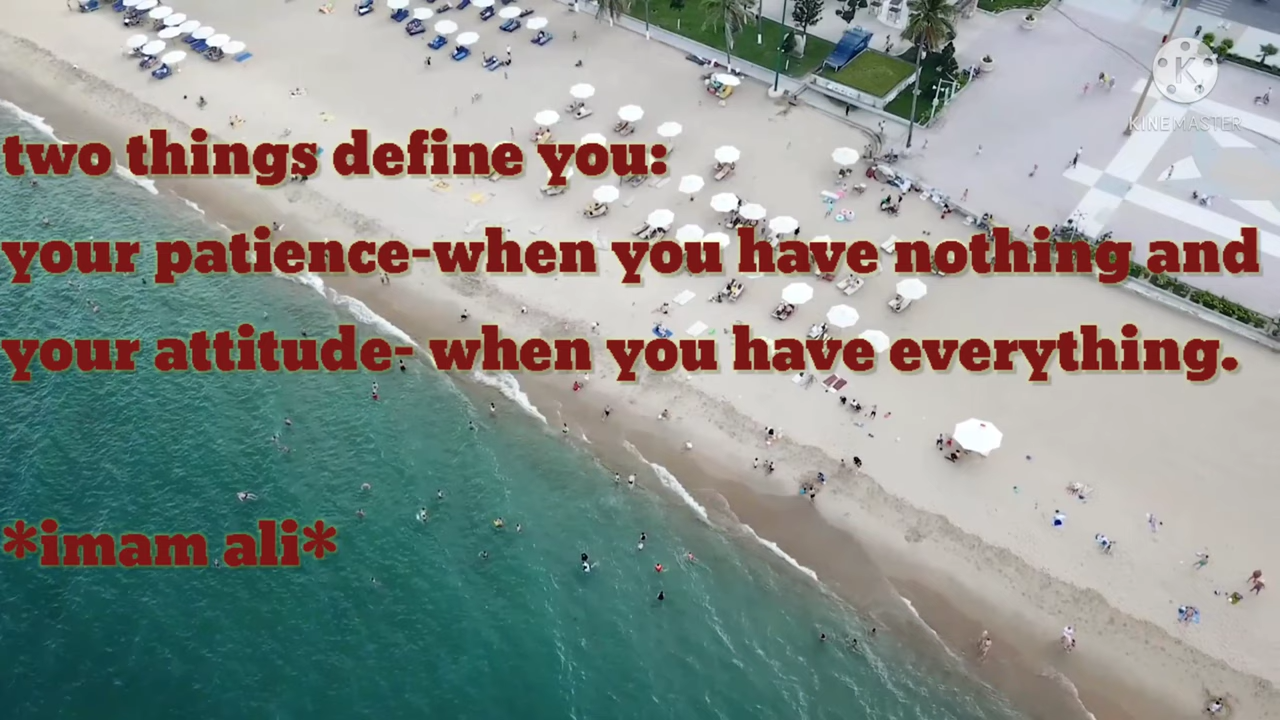 KINEMASTER
two things define you:
your patience-when you have nothing and
your attitude- when you have everything.
*imam ali*